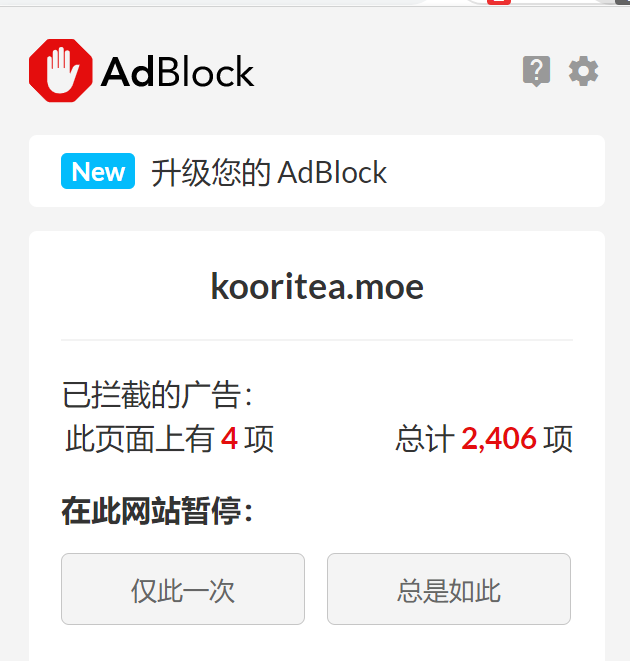 AdBlock
New 升级您的 AdBlock
kooritea.moe
已拦截的广告：
此页面上有 4 项 总计 2,406 项
在此网站暂停：
仅此一次 总是如此